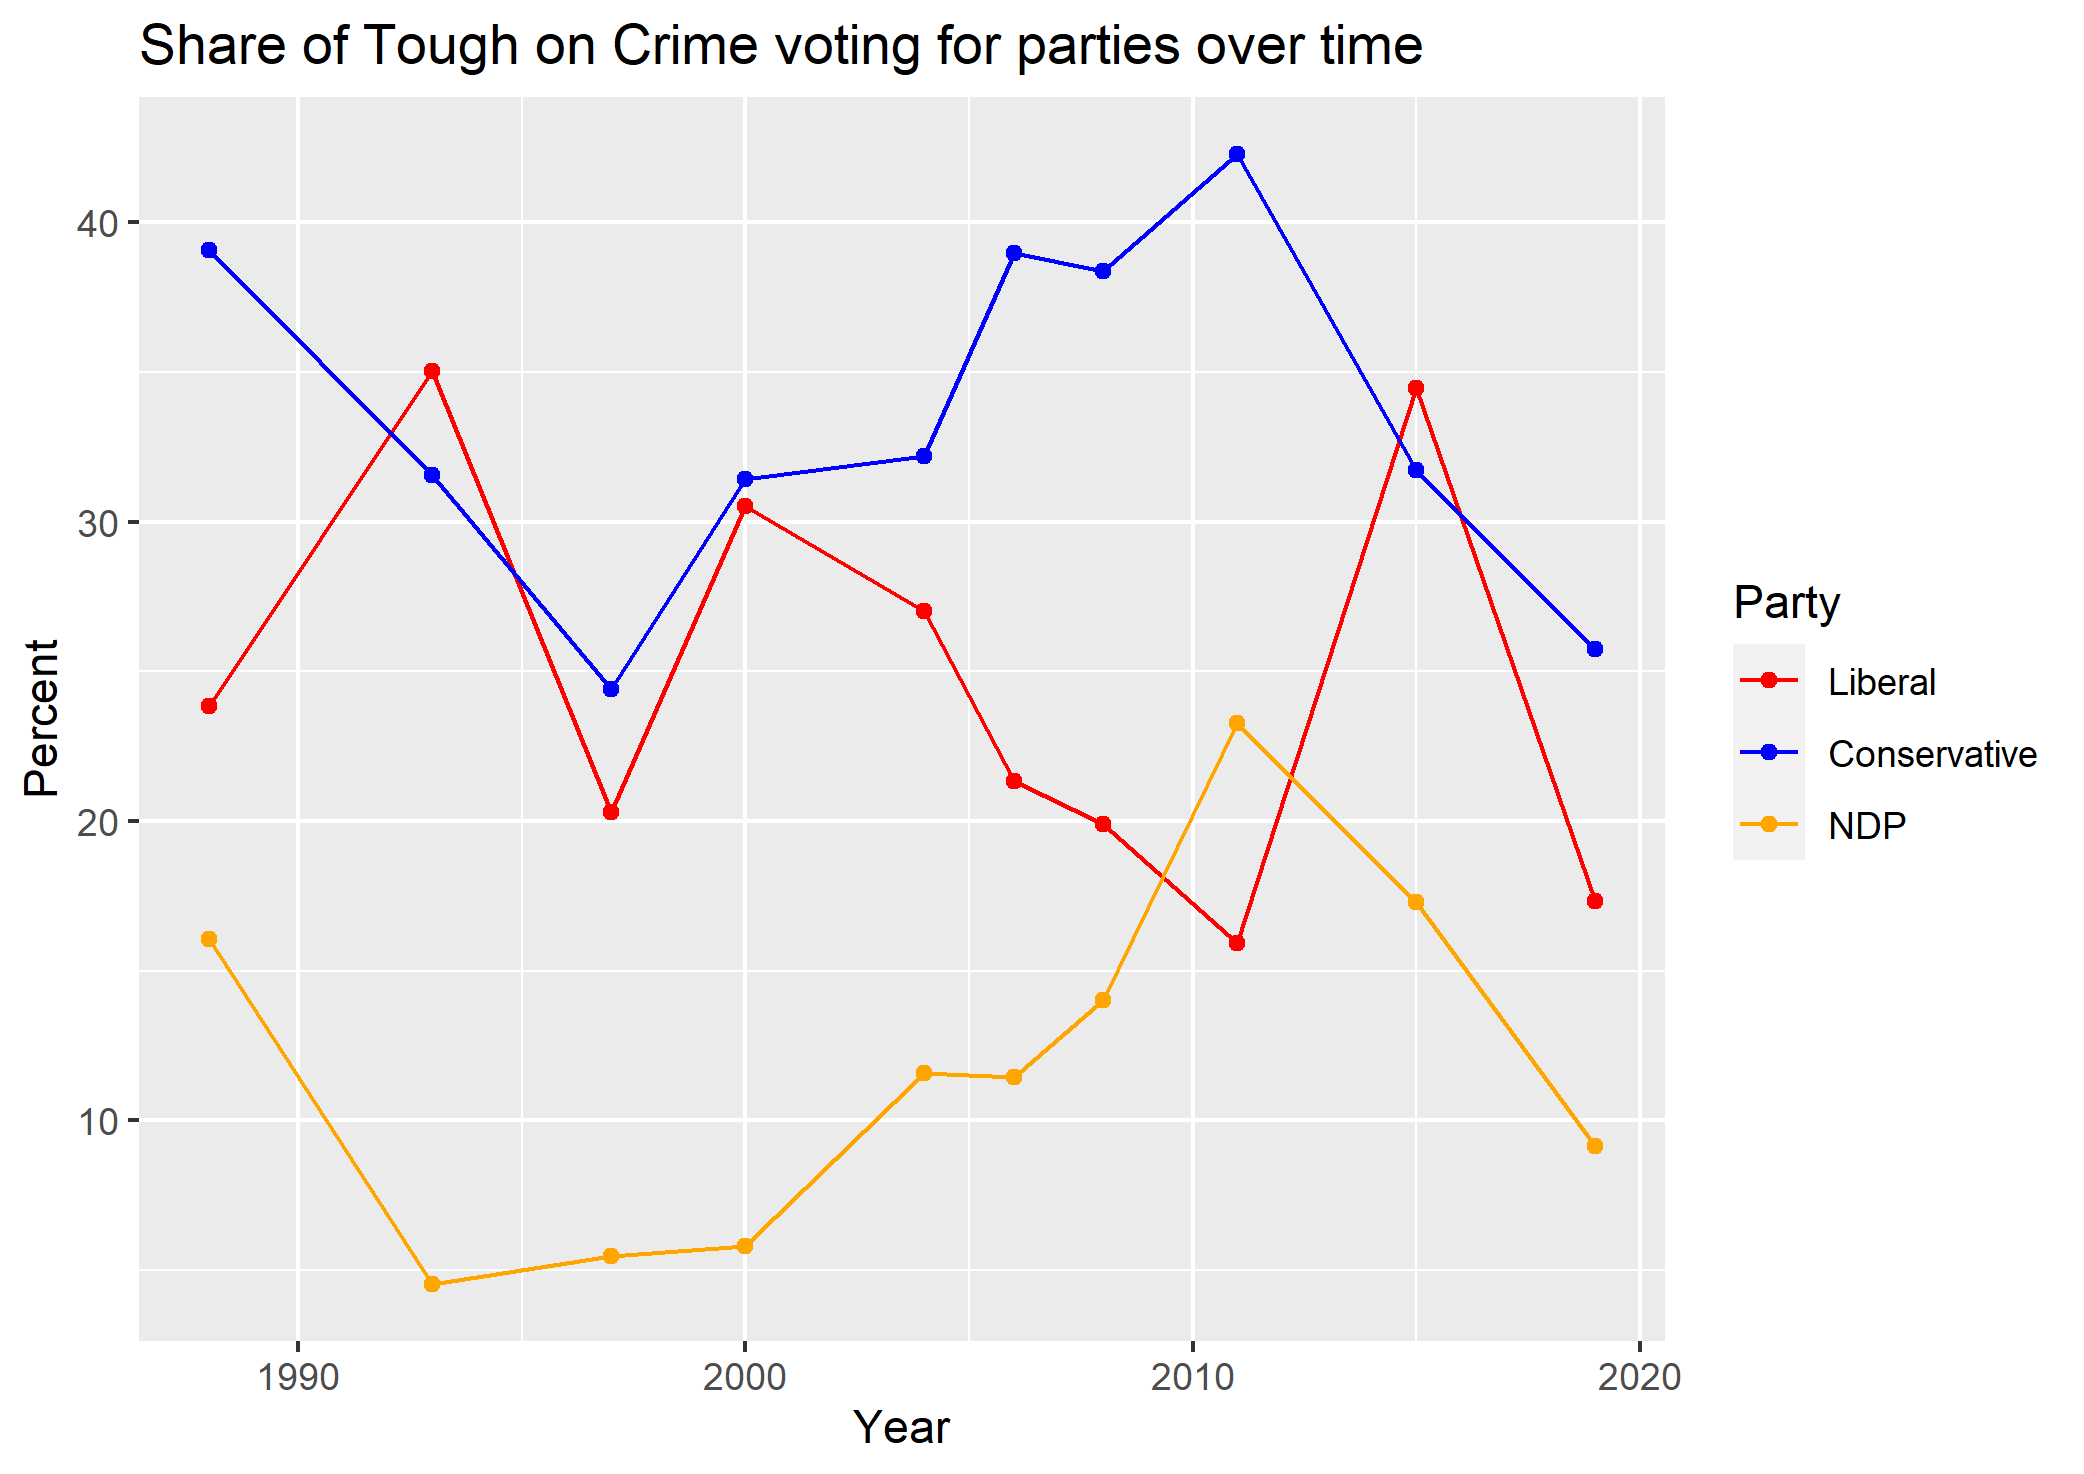 Share of Tough on Crime voting for parties over time
40
30
20
10
Percent
1990
2000
2010
2020
Year
Party
Liberal
Conservative
NDP